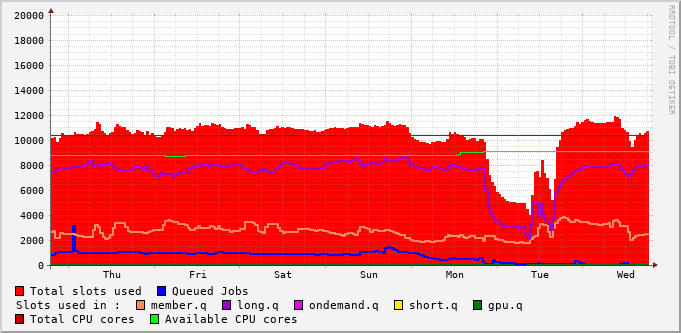 RRDTOOL / TOBI OETIKER
20000
18000
16000
14000
12000
10000
8000
6000
4000
2000
0
Thu Fri Sat Sun Mon Tue Wed
Total slots used Queued Jobs
Slots used in : member.q long.q ondemand.q short.q gpu.q
Total CPU cores Available CPU cores